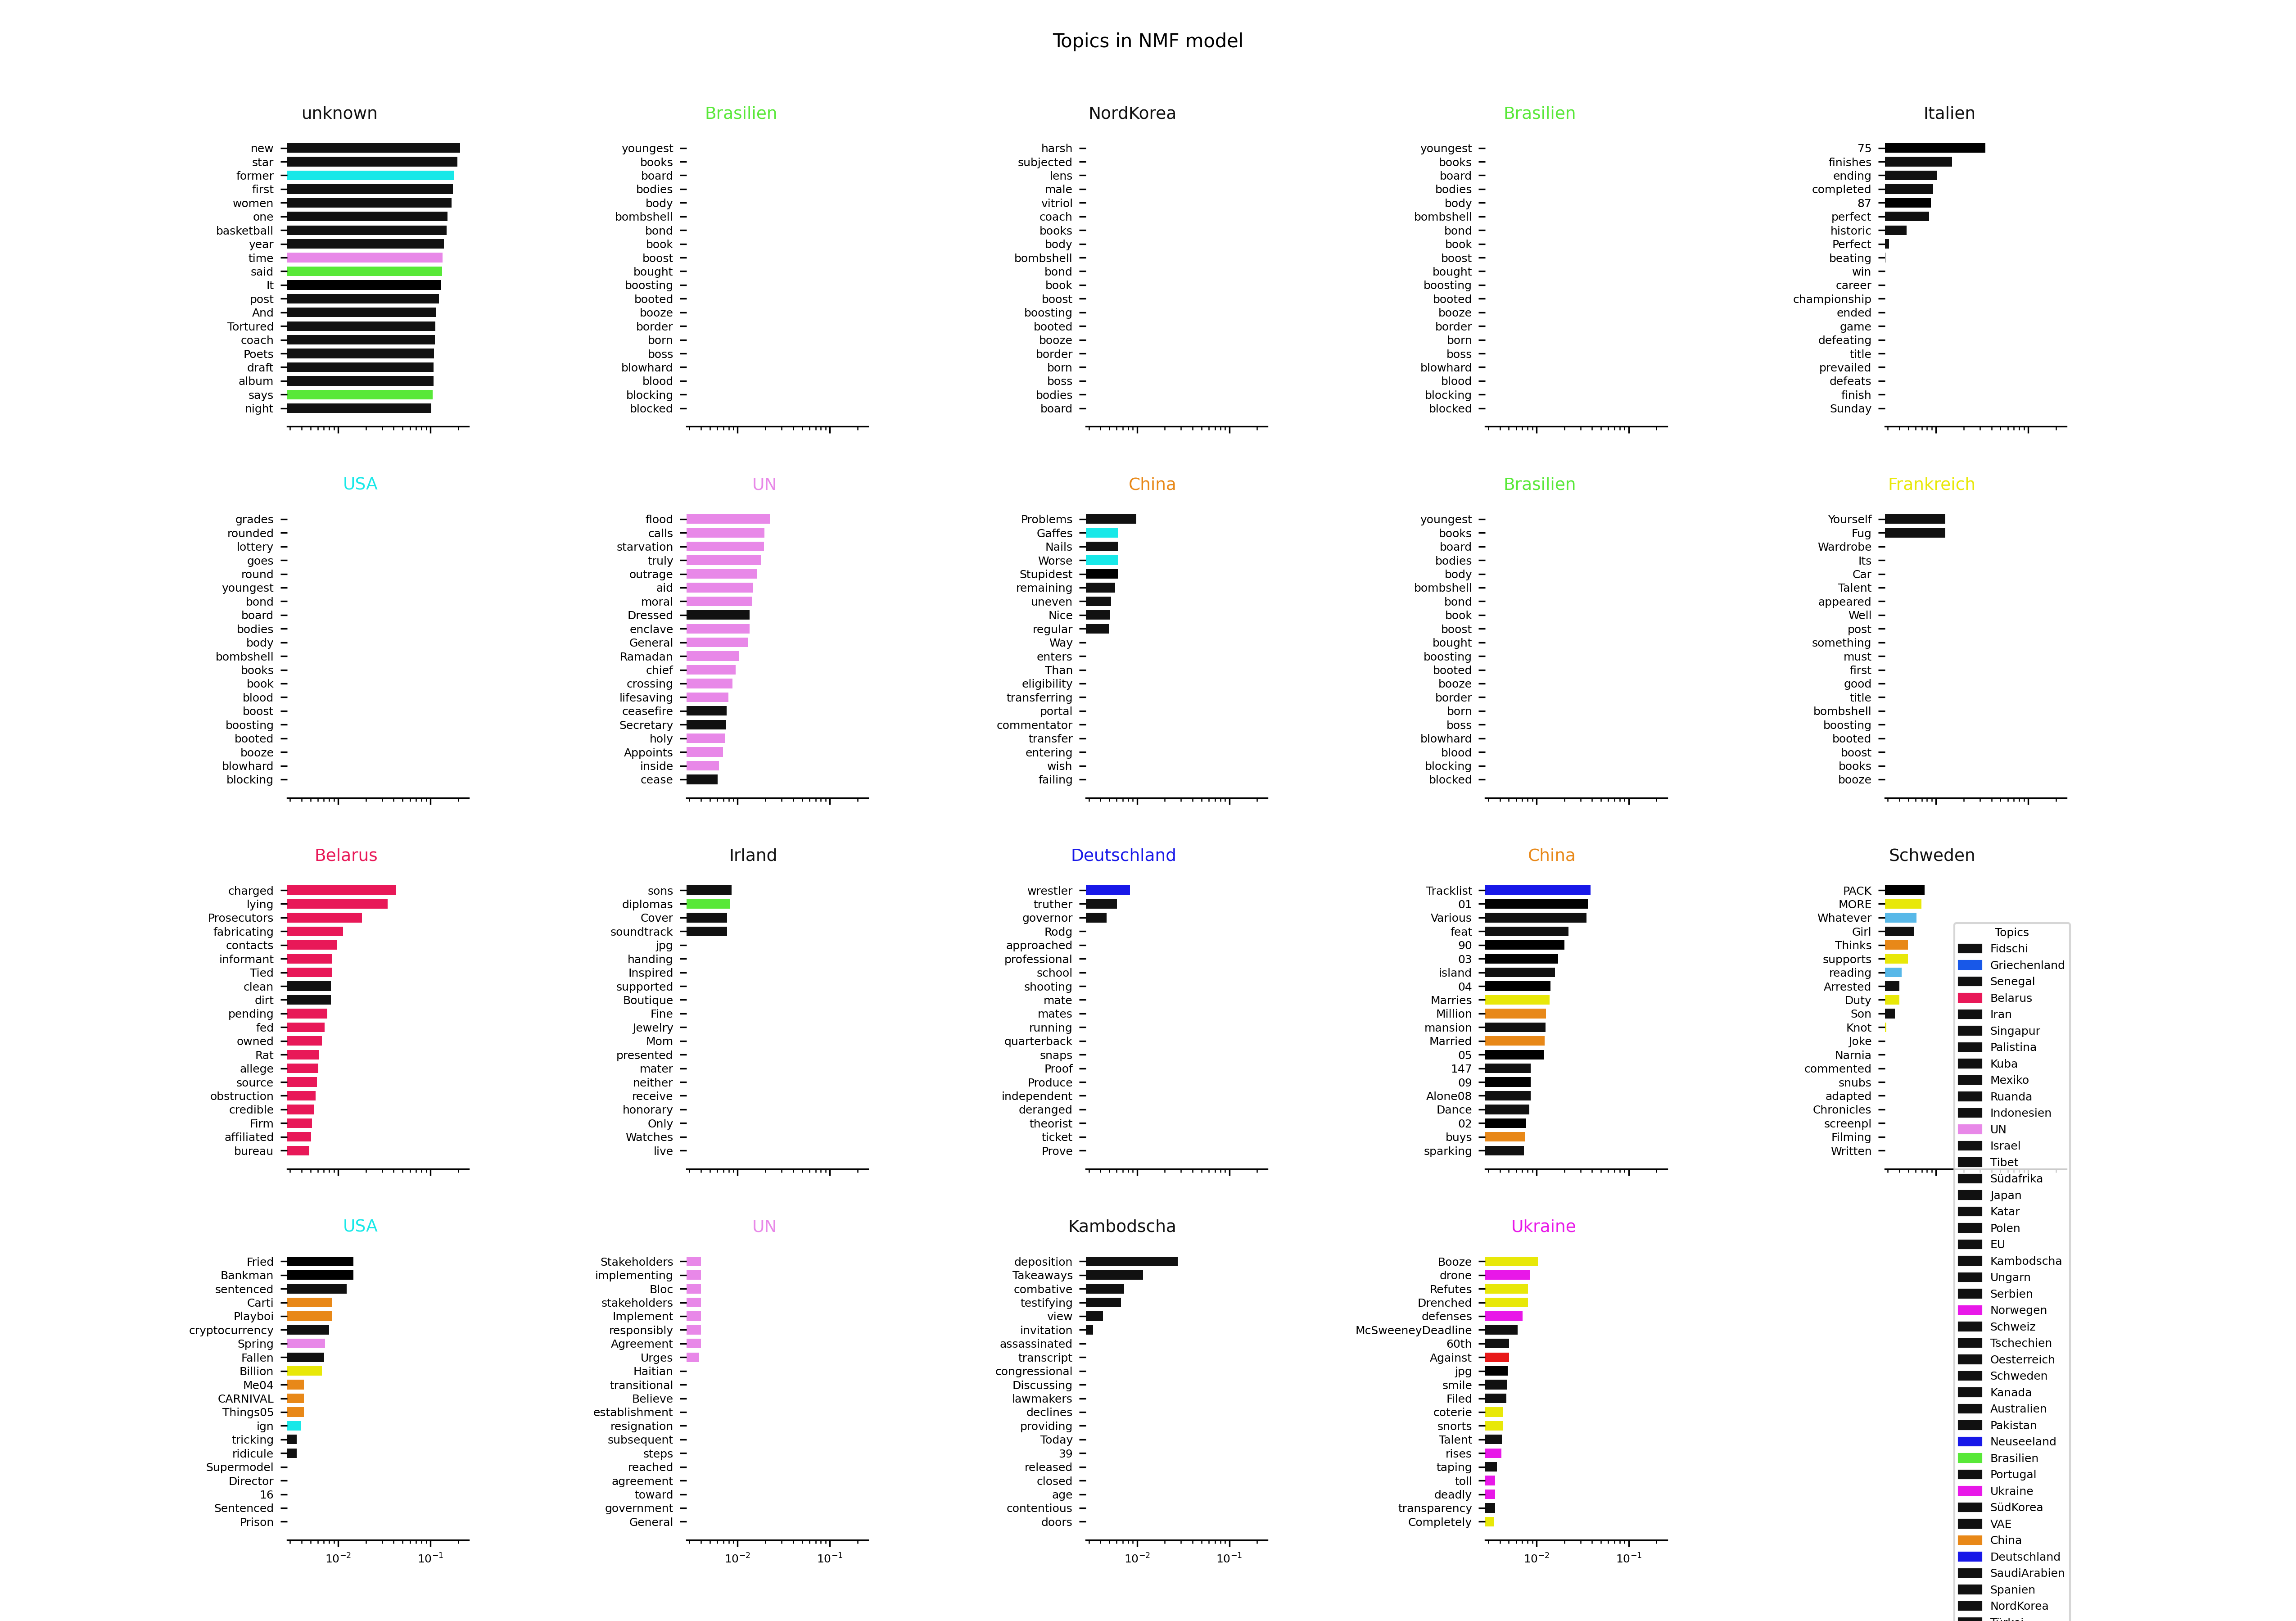 Topics in NMF model
unknown
new
star
former
first
women
one
basketball
year
time
said
It
post
And
Tortured
coach
Poets
draft
album
says
night
Brasilien
youngest
books
board
bodies
body
bombshell
bond
book
boost
bought
boosting
booted
booze
border
born
boss
blowhard
blood
blocking
blocked
NordKorea
harsh
subjected
lens
male
vitriol
coach
books
body
bombshell
bond
book
boost
boosting
booted
booze
border
born
boss
bodies
board
Brasilien
youngest
books
board
bodies
body
bombshell
bond
book
boost
bought
boosting
booted
booze
border
born
boss
blowhard
blood
blocking
blocked
Italien
75
finishes
ending
completed
87
perfect
historic
Perfect
beating
win
career
championship
ended
game
defeating
title
prevailed
defeats
finish
Sunday
USA
grades
rounded
lottery
goes
round
youngest
bond
board
bodies
body
bombshell
books
book
blood
boost
boosting
booted
booze
blowhard
blocking
UN
flood
calls
starvation
truly
outrage
aid
moral
Dressed
enclave
General
Ramadan
chief
crossing
lifesaving
ceasefire
Secretary
holy
Appoints
inside
cease
China
Problems
Gaffes
Nails
Worse
Stupidest
remaining
uneven
Nice
regular
Way
enters
Than
eligibility
transferring
portal
commentator
transfer
entering
wish
failing
Brasilien
youngest
books
board
bodies
body
bombshell
bond
book
boost
bought
boosting
booted
booze
border
born
boss
blowhard
blood
blocking
blocked
Frankreich
Yourself
Fug
Wardrobe
Its
Car
Talent
appeared
Well
post
something
must
first
good
title
bombshell
boosting
booted
boost
books
booze
Belarus
charged
lying
Prosecutors
fabricating
contacts
informant
Tied
clean
dirt
pending
fed
owned
Rat
allege
source
obstruction
credible
Firm
affiliated
bureau
Irland
sons
diplomas
Cover
soundtrack
jpg
handing
Inspired
supported
Boutique
Fine
Jewelry
Mom
presented
mater
neither
receive
honorary
Only
Watches
live
Deutschland
wrestler
truther
governor
Rodg
approached
professional
school
shooting
mate
mates
running
quarterback
snaps
Proof
Produce
independent
deranged
theorist
ticket
Prove
China
Tracklist
01
Various
feat
90
03
island
04
Marries
Million
mansion
Married
05
147
09
Alone08
Dance
02
buys
sparking
Schweden
PACK
MORE
Whatever
Girl
Thinks
supports
reading
Arrested
Duty
Son
Knot
Joke
Narnia
commented
snubs
adapted
Chronicles
screenpl
Filming
Written
USA
Fried
Bankman
sentenced
Carti
Playboi
cryptocurrency
Spring
Fallen
Billion
Me04
CARNIVAL
Things05
ign
tricking
ridicule
Supermodel
Director
16
Sentenced
Prison
10⁻² 10⁻¹
UN
Stakeholders
implementing
Bloc
stakeholders
Implement
responsibly
Agreement
Urges
Haitian
transitional
Believe
establishment
resignation
subsequent
steps
reached
agreement
toward
government
General
10⁻² 10⁻¹
Kambodscha
deposition
Takeaways
combative
testifying
view
invitation
assassinated
transcript
congressional
Discussing
lawmakers
declines
providing
Today
39
released
closed
age
contentious
doors
10⁻² 10⁻¹
Ukraine
Booze
drone
Refutes
Drenched
defenses
McSweeneyDeadline
60th
Against
jpg
smile
Filed
coterie
snorts
Talent
rises
taping
toll
deadly
transparency
Completely
10⁻² 10⁻¹
Topics
Fidschi
Griechenland
Senegal
Belarus
Iran
Singapur
Palistina
Kuba
Mexiko
Ruanda
Indonesien
UN
Israel
Tibet
Südafrika
Japan
Katar
Polen
EU
Kambodscha
Ungarn
Serbien
Norwegen
Schweiz
Tschechien
Oesterreich
Schweden
Kanada
Australien
Pakistan
Neuseeland
Brasilien
Portugal
Ukraine
SüdKorea
VAE
China
Deutschland
SaudiArabien
Spanien
NordKorea